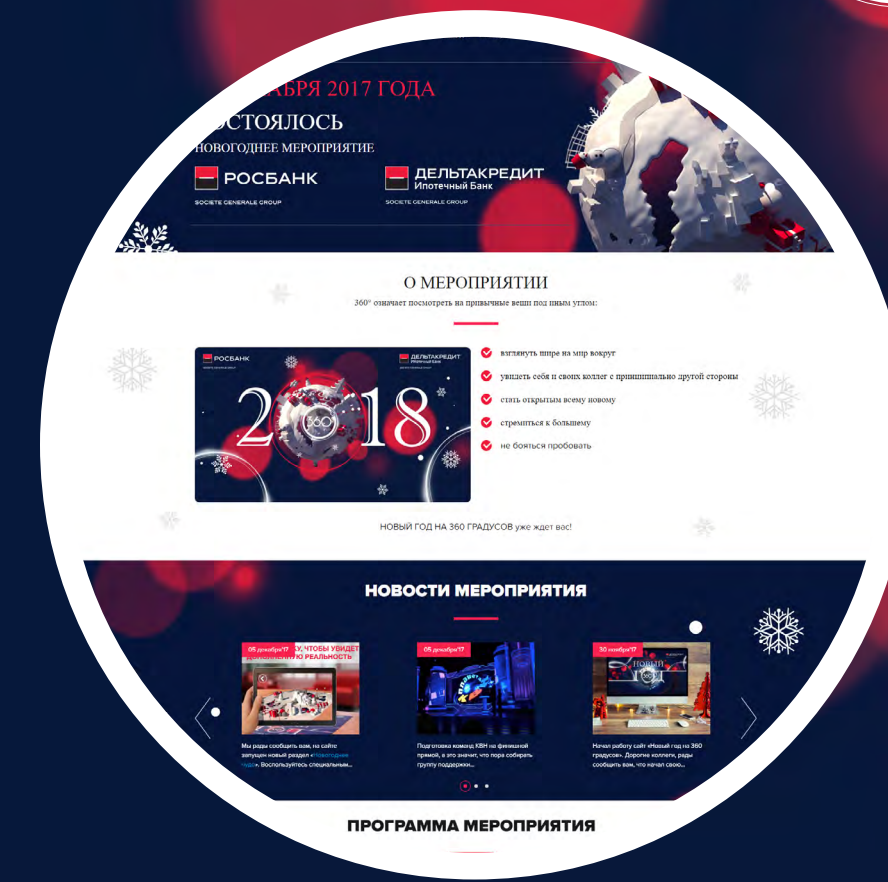 АБРЯ 2017 ГОДА
СТОЯЛОСЬ
НОВОГОДНЕЕ МЕРОПРИЯТИЕ
РОСБАНК
SOCIETE GENERALE GROUP
ДЕЛЬТАКРЕДИТ
Ипотечный Банк
SOCIETE GENERALE GROUP
О МЕРОПРИЯТИИ
360° означает посмотреть на привычные вещи под иным углом:
РОСБАНК
ДЕЛЬТАКРЕДИТ
2018
360°
взглянуть шире на мир вокруг
увидеть себя и своих коллег с принципиально другой стороны
стать открытым всему новому
стремиться к большему
не бояться пробовать
НОВЫЙ ГОД НА 360 ГРАДУСОВ уже ждет вас!
НОВОСТИ МЕРОПРИЯТИЯ
05 декабря'17
КУ, ЧТОБЫ УВИДЕТ
РЕАЛЬНОСТЬ
Мы рады сообщить вам, на сайте
запущен новый раздел «Новогоднее
чудо». Воспользуйтесь специальным...
05 декабря'17
Подготовка команд КВН на финишной
прямой, а это значит, что пора собирать
группу поддержки...
30 ноября'17
НОВЫЙ
ГОД
360
Начал работу сайт «Новый год на 360
градусов». Дорогие коллеги, рады
сообщить вам, что начал свою...
ПРОГРАММА МЕРОПРИЯТИЯ